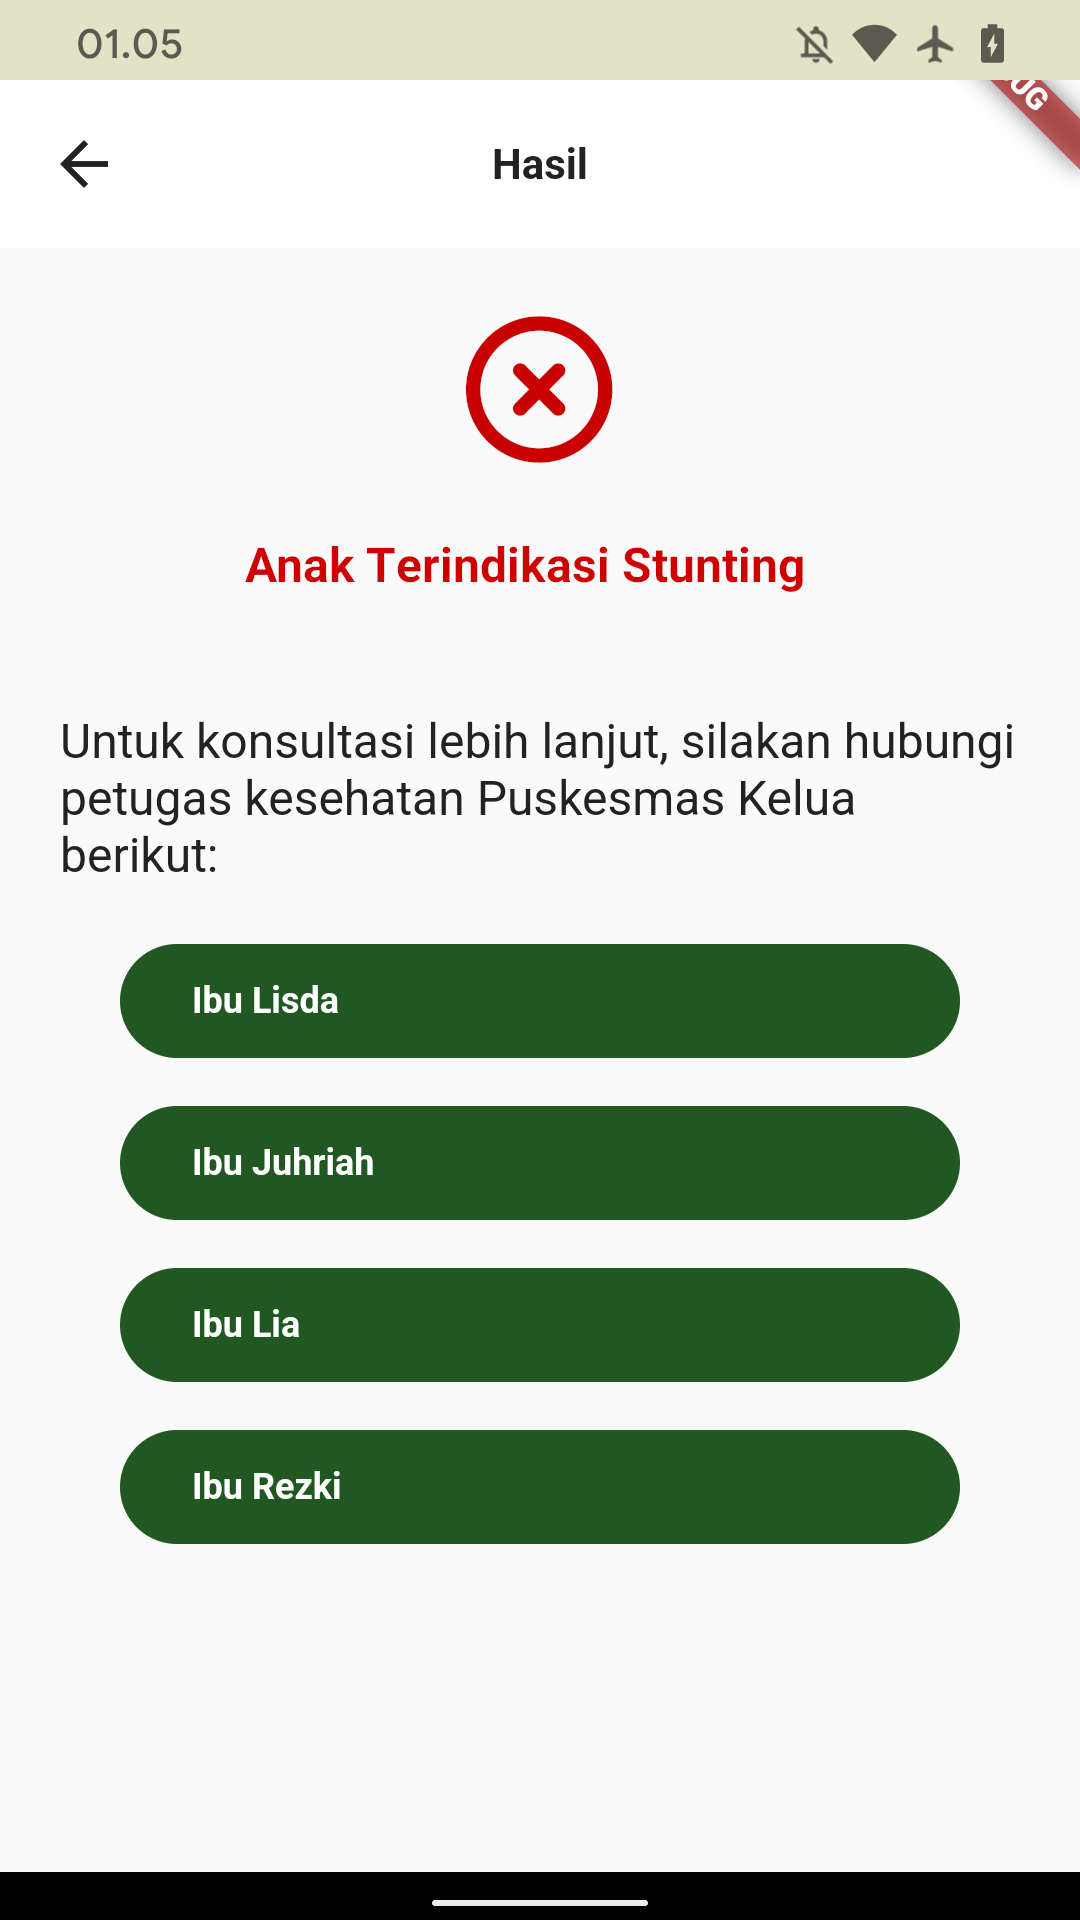 01.05
UG
Hasil
Anak Terindikasi Stunting
Untuk konsultasi lebih lanjut, silakan hubungi
petugas kesehatan Puskesmas Kelua
berikut:
Ibu Lisda
Ibu Juhriah
Ibu Lia
Ibu Rezki